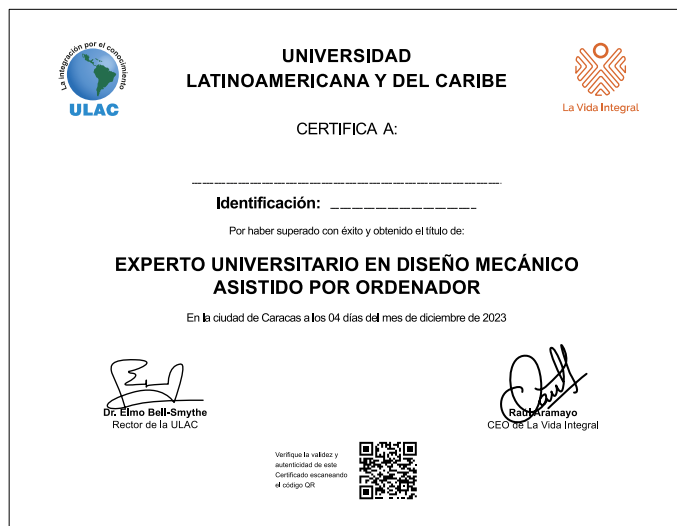 La integración por el conocimiento
ULAC
UNIVERSIDAD
LATINOAMERICANA Y DEL CARIBE
La Vida Integral
CERTIFICA A:
Identificación:
Por haber superado con éxito y obtenido el título de:
EXPERTO UNIVERSITARIO EN DISEÑO MECÁNICO
ASISTIDO POR ORDENADOR
En la ciudad de Caracas a los 04 días del mes de diciembre de 2023
Dr. Elmo Bell-Smythe
Rector de la ULAC
Raúl Aramayo
CEO de La Vida Integral
Verifique la validez y
autenticidad de este
Certificado escaneando
el código QR